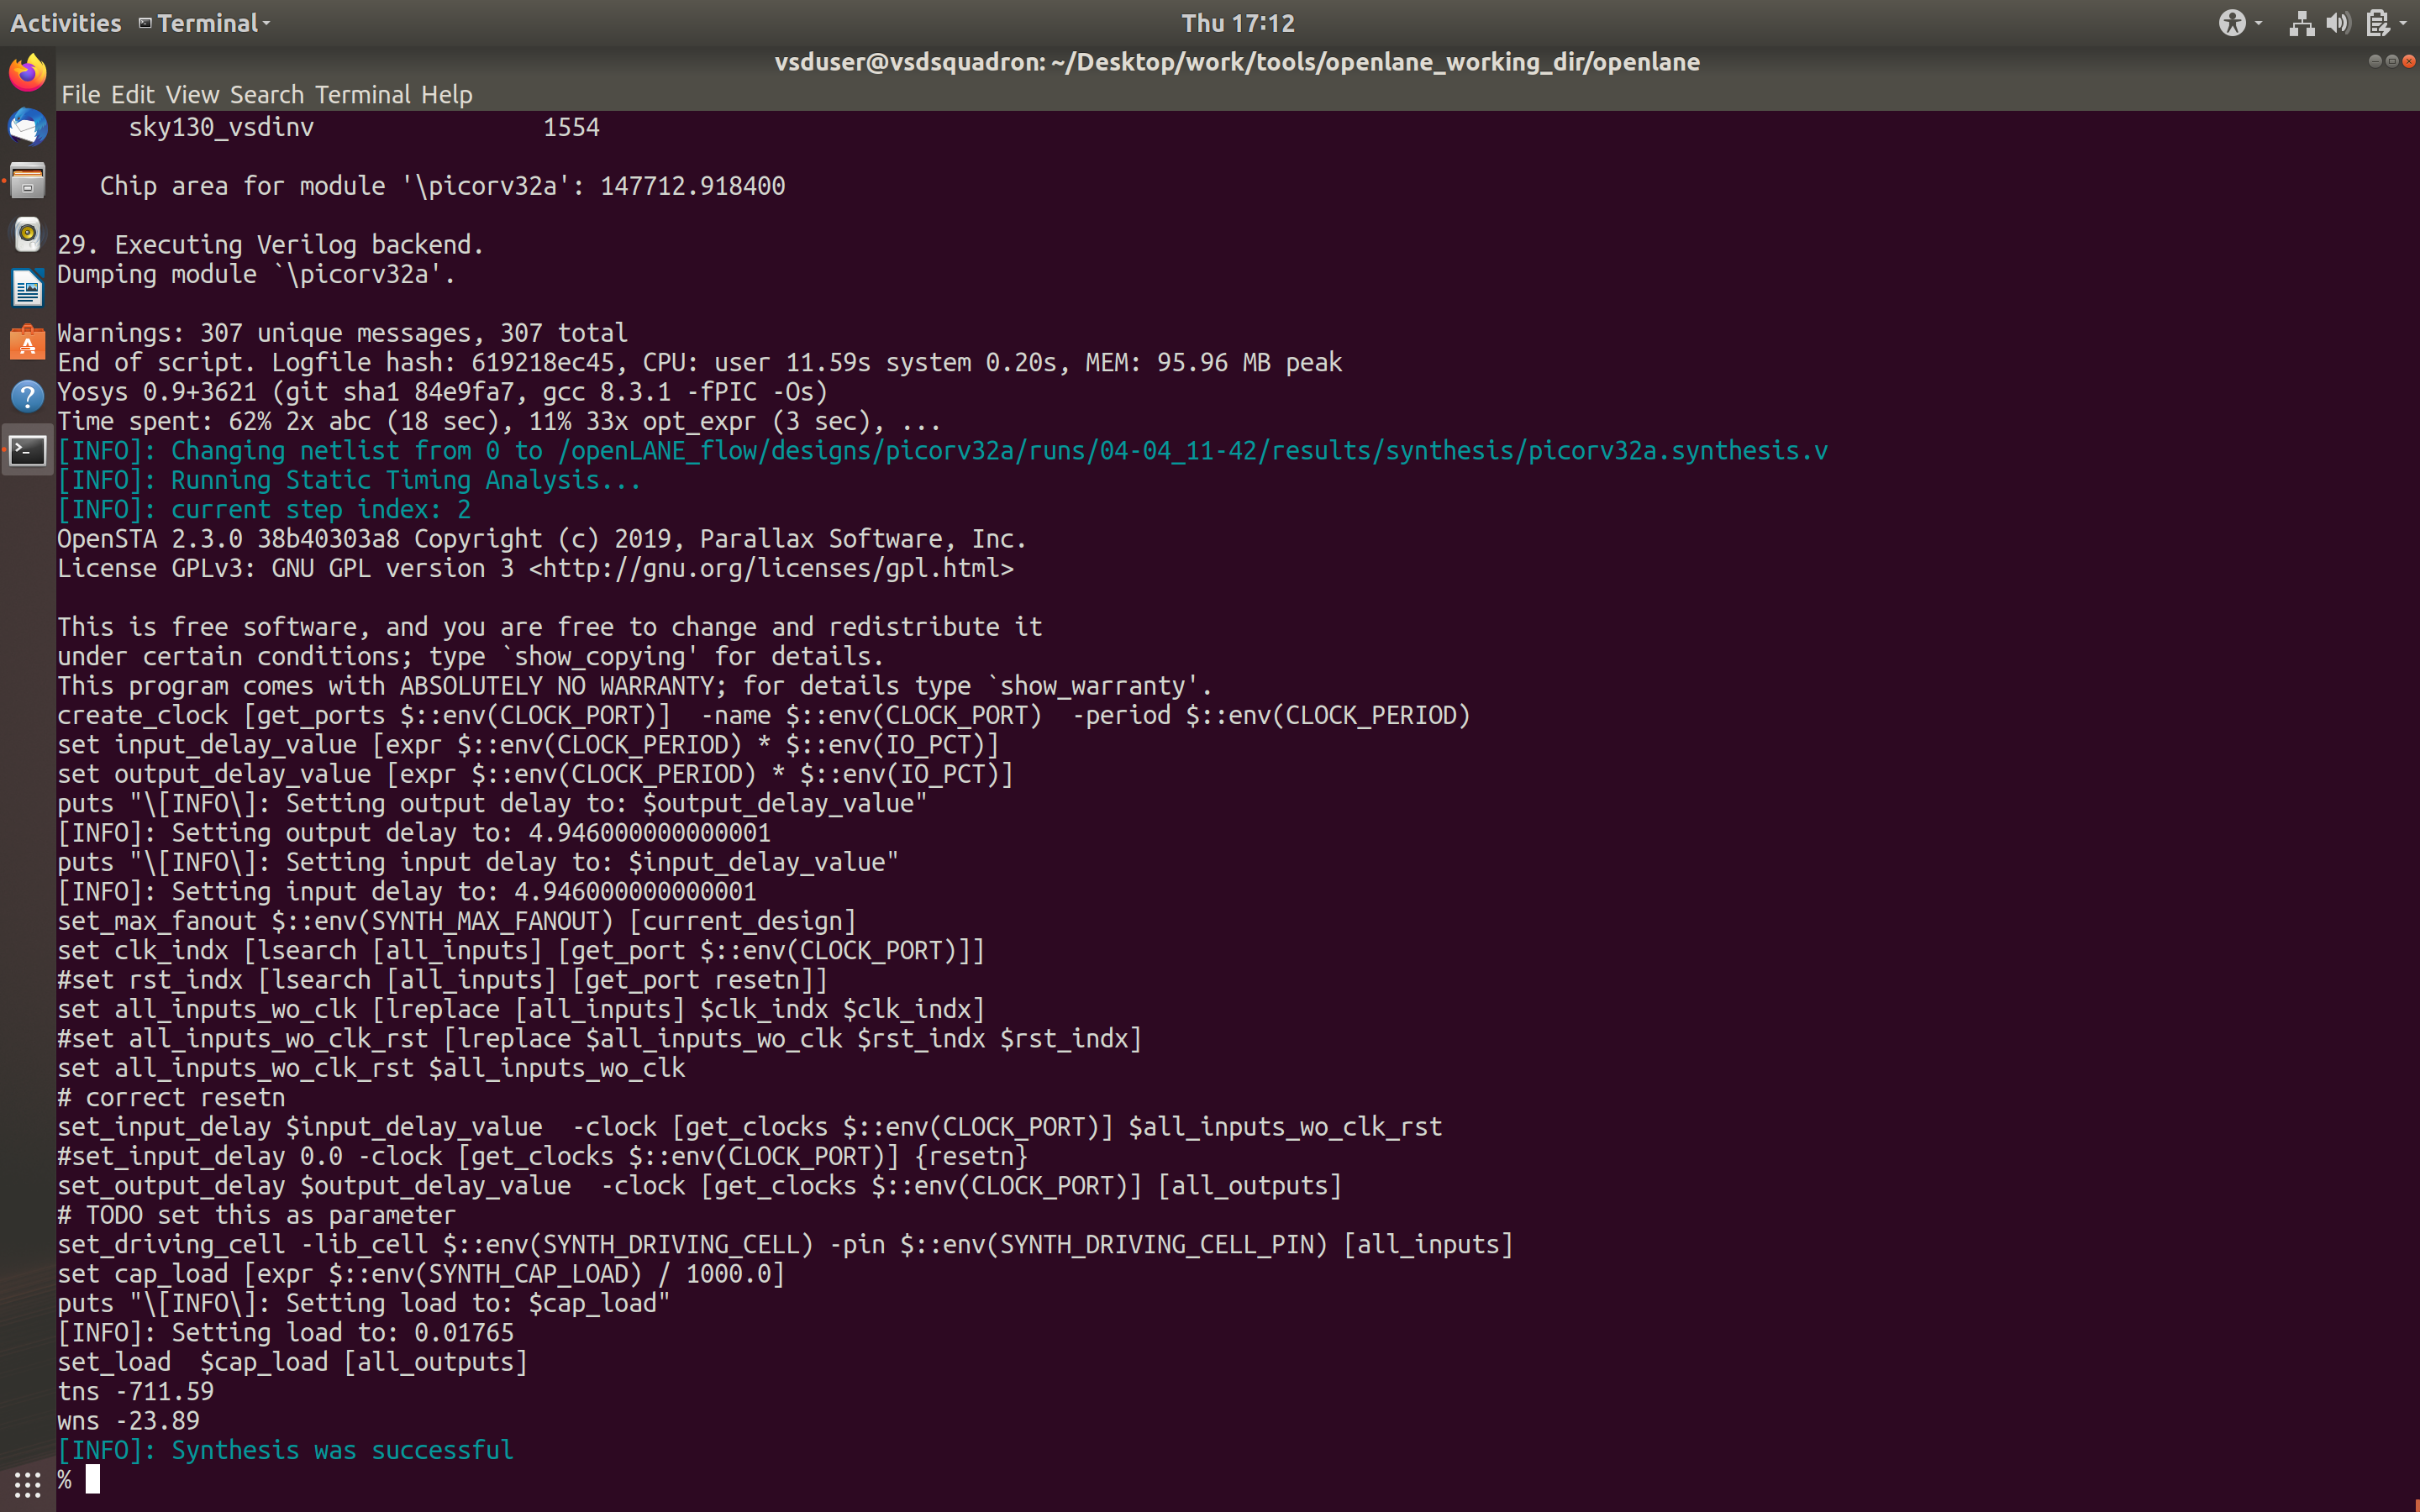 Activities Terminal Thu 17:12
vsduser@vsdsquadron: ~/Desktop/work/tools/openlane_working_dir/openlane
File Edit View Search Terminal Help
sky130_vsdinv 1554
Chip area for module '\picorv32a': 147712.918400
29. Executing Verilog backend.
Dumping module `\picorv32a'.
Warnings: 307 unique messages, 307 total
End of script. Logfile hash: 619218ec45, CPU: user 11.59s system 0.20s, MEM: 95.96 MB peak
Yosys 0.9+3621 (git sha1 84e9fa7, gcc 8.3.1 -fPIC -Os)
Time spent: 62% 2x abc (18 sec), 11% 33x opt_expr (3 sec), ...
[INFO]: Changing netlist from 0 to /openLANE_flow/designs/picorv32a/runs/04-04_11-42/results/synthesis/picorv32a.synthesis.v
[INFO]: Running Static Timing Analysis...
[INFO]: current step index: 2
OpenSTA 2.3.0 38b40303a8 Copyright (c) 2019, Parallax Software, Inc.
License GPLv3: GNU GPL version 3 <http://gnu.org/licenses/gpl.html>
This is free software, and you are free to change and redistribute it
under certain conditions; type `show_copying' for details.
This program comes with ABSOLUTELY NO WARRANTY; for details type `show_warranty'.
create_clock [get_ports $::env(CLOCK_PORT)]  -name $::env(CLOCK_PORT)  -period $::env(CLOCK_PERIOD)
set input_delay_value [expr $::env(CLOCK_PERIOD) * $::env(IO_PCT)]
set output_delay_value [expr $::env(CLOCK_PERIOD) * $::env(IO_PCT)]
puts "\[INFO\]: Setting output delay to: $output_delay_value"
[INFO]: Setting output delay to: 4.946000000000001
puts "\[INFO\]: Setting input delay to: $input_delay_value"
[INFO]: Setting input delay to: 4.946000000000001
set_max_fanout $::env(SYNTH_MAX_FANOUT) [current_design]
set clk_indx [lsearch [all_inputs] [get_port $::env(CLOCK_PORT)]]
#set rst_indx [lsearch [all_inputs] [get_port resetn]]
set all_inputs_wo_clk [lreplace [all_inputs] $clk_indx $clk_indx]
#set all_inputs_wo_clk_rst [lreplace $all_inputs_wo_clk $rst_indx $rst_indx]
set all_inputs_wo_clk_rst $all_inputs_wo_clk
# correct resetn
set_input_delay $input_delay_value  -clock [get_clocks $::env(CLOCK_PORT)] $all_inputs_wo_clk_rst
#set_input_delay 0.0 -clock [get_clocks $::env(CLOCK_PORT)] {resetn}
set_output_delay $output_delay_value  -clock [get_clocks $::env(CLOCK_PORT)] [all_outputs]
# TODO set this as parameter
set_driving_cell -lib_cell $::env(SYNTH_DRIVING_CELL) -pin $::env(SYNTH_DRIVING_CELL_PIN) [all_inputs]
set cap_load [expr $::env(SYNTH_CAP_LOAD) / 1000.0]
puts "\[INFO\]: Setting load to: $cap_load"
[INFO]: Setting load to: 0.01765
set_load  $cap_load [all_outputs]
tns -711.59
wns -23.89
[INFO]: Synthesis was successful
%